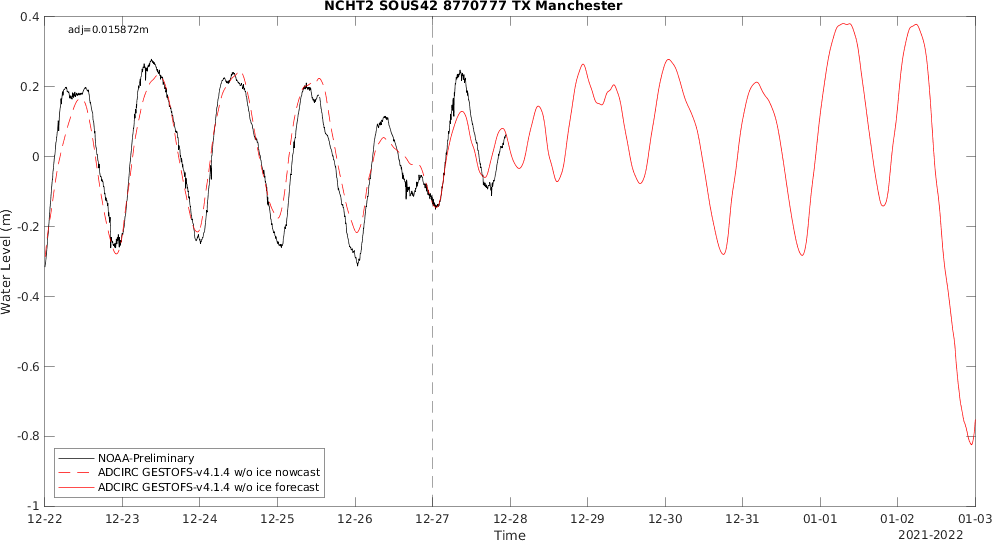 NCHT2 SOUS42 8770777 TX Manchester
adj=0.015872m
0.4
0.2
0
-0.2
-0.4
-0.6
-0.8
-1
Water Level (m)
NOAA-Preliminary
ADCIRC GESTOFS-v4.1.4 w/o ice nowcast
ADCIRC GESTOFS-v4.1.4 w/o ice forecast
12-22 12-23 12-24 12-25 12-26 12-27 12-28 12-29 12-30 12-31 01-01 01-02 01-03
Time
2021-2022